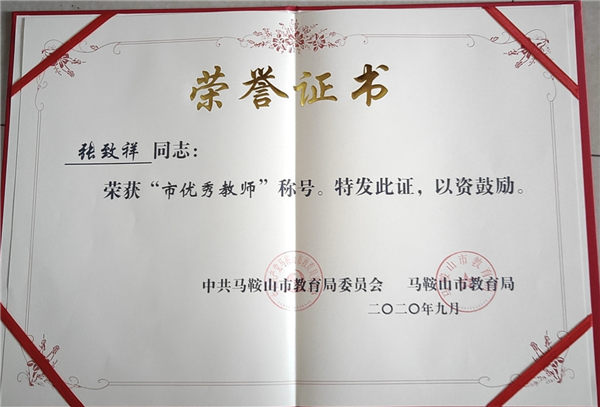 荣誉证书
张致祥 同志：
荣获“市优秀教师”称号。特发此证，以资鼓励。
中共马鞍山市教育局委员会 马鞍山市教育局
二〇二〇年九月